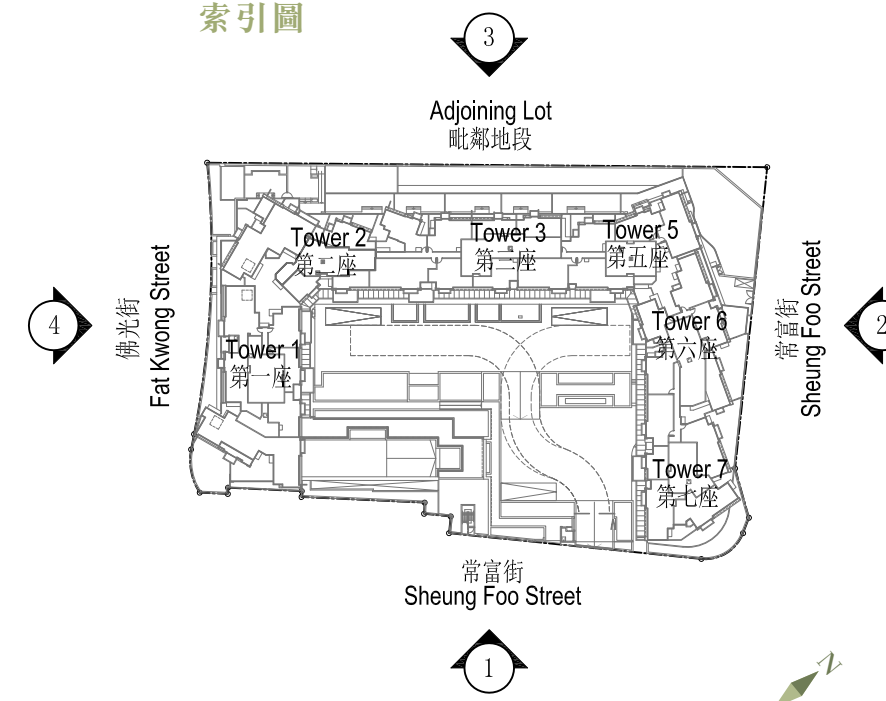 索引圖
3
Adjoining Lot
毗鄰地段
Tower 2
第二座
Tower 3
第三座
Tower 5
第五座
4
佛光街
Fat Kwong Street
Tower 1
第一座
Tower 6
第六座
常富街
Sheung Foo Street
2
Tower 7
第七座
常富街
Sheung Foo Street
1
N